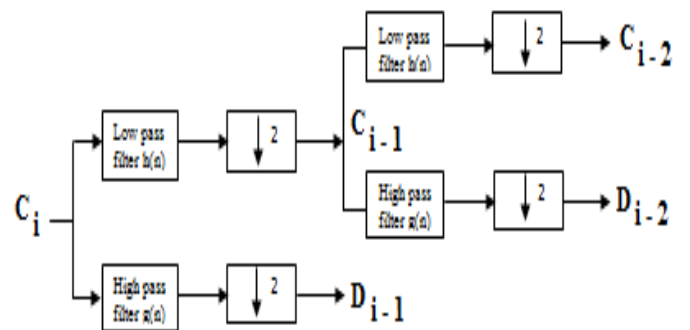 Low pass
filter h(n)
2
C i-2
Low pass
filter h(n)
2
C i-1
High pass
filter g(n)
2
D i-2
C i
High pass
filter g(n)
2
D i-1